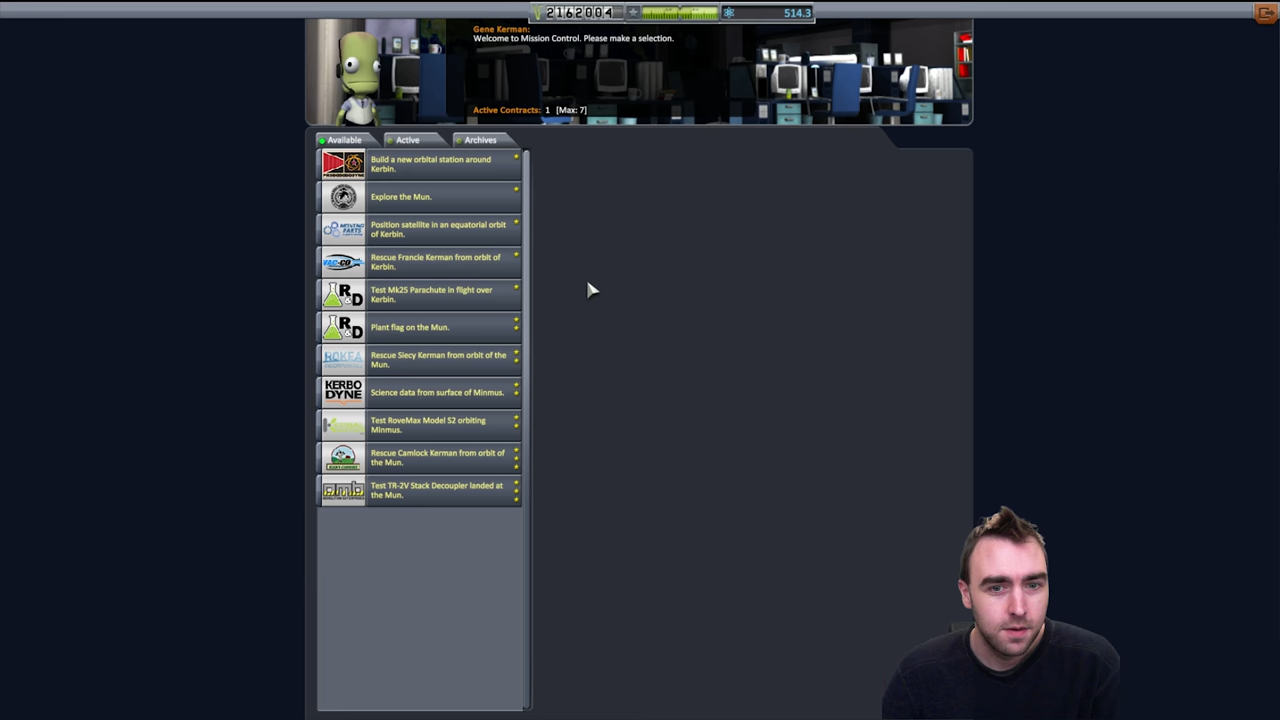 2162004
514.3
Gene Kerman:
Welcome to Mission Control. Please make a selection.
Active Contracts: 1 [Max: 7]
Available
Active
Archives
Build a new orbital station around
Kerbin.
Explore the Mun.
Position satellite in an equatorial orbit
of Kerbin.
VAC-CO
Rescue Francie Kerman from orbit of
Kerbin.
R&D
Test Mk25 Parachute in flight over
Kerbin.
R&D
Plant flag on the Mun.
ROKEA
Rescue Siecy Kerman from orbit of the
Mun.
KERBO
DYNE
Science data from surface of Minmus.
Test RoveMax Model S2 orbiting
Minmus.
Rescue Camlock Kerman from orbit of
the Mun.
Test TR-2V Stack Decoupler landed at
the Mun.